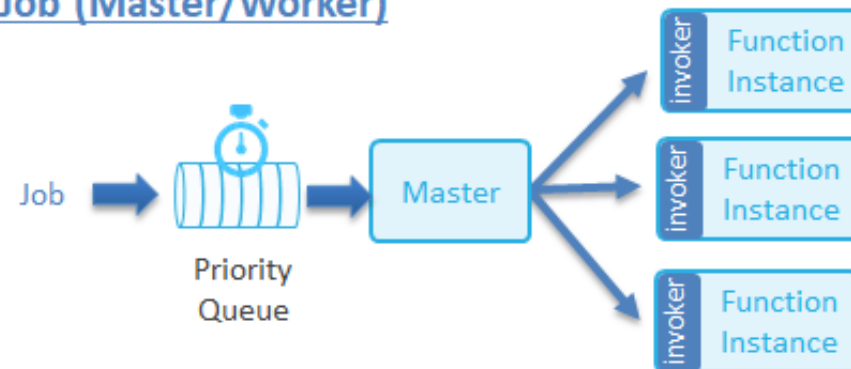 Job (Master/Worker)
Job
Priority
Queue
Master
invoker
Function
Instance
invoker
Function
Instance
invoker
Function
Instance